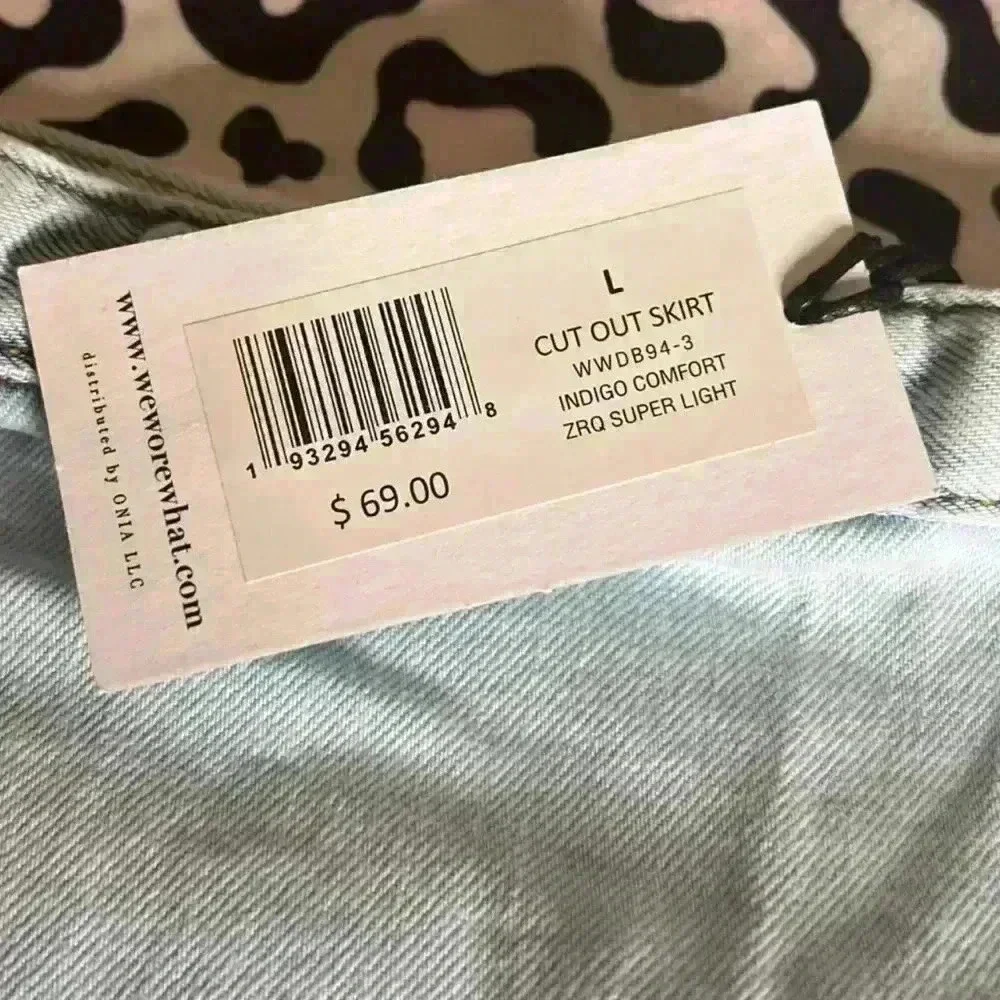 www.weworewhat.com
distributed by ONIA LLC
1 93294 56294 8
$ 69.00
L
CUT OUT SKIRT
WWDB94-3
INDIGO COMFORT
ZRQ SUPER LIGHT